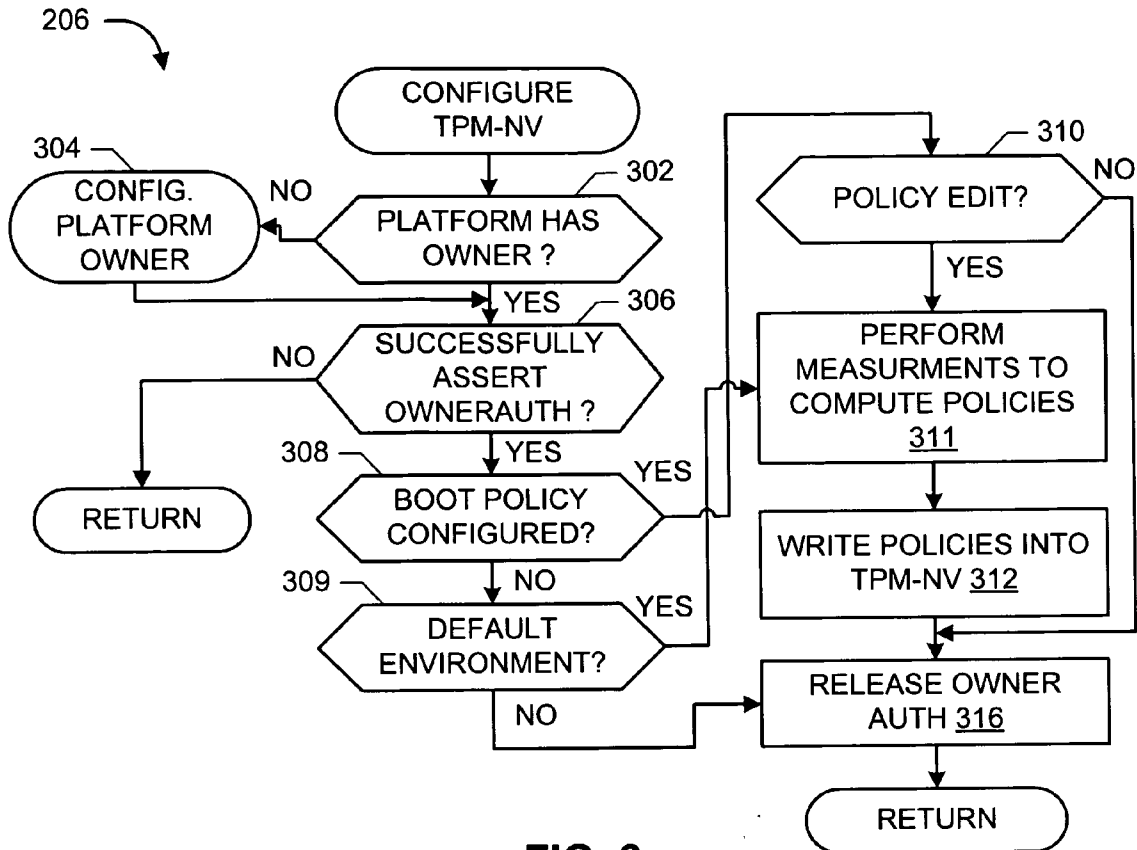 206
CONFIGURE
TPM-NV
304
CONFIG.
PLATFORM
OWNER
NO
302
PLATFORM HAS
OWNER ?
YES
306
SUCCESSFULLY
ASSERT
OWNERAUTH ?
NO
RETURN
YES
308
BOOT POLICY
CONFIGURED?
YES
NO
309
DEFAULT
ENVIRONMENT?
YES
NO
310
POLICY EDIT?
NO
YES
PERFORM
MEASURMENTS TO
COMPUTE POLICIES
311
WRITE POLICIES INTO
TPM-NV 312
RELEASE OWNER
AUTH 316
RETURN